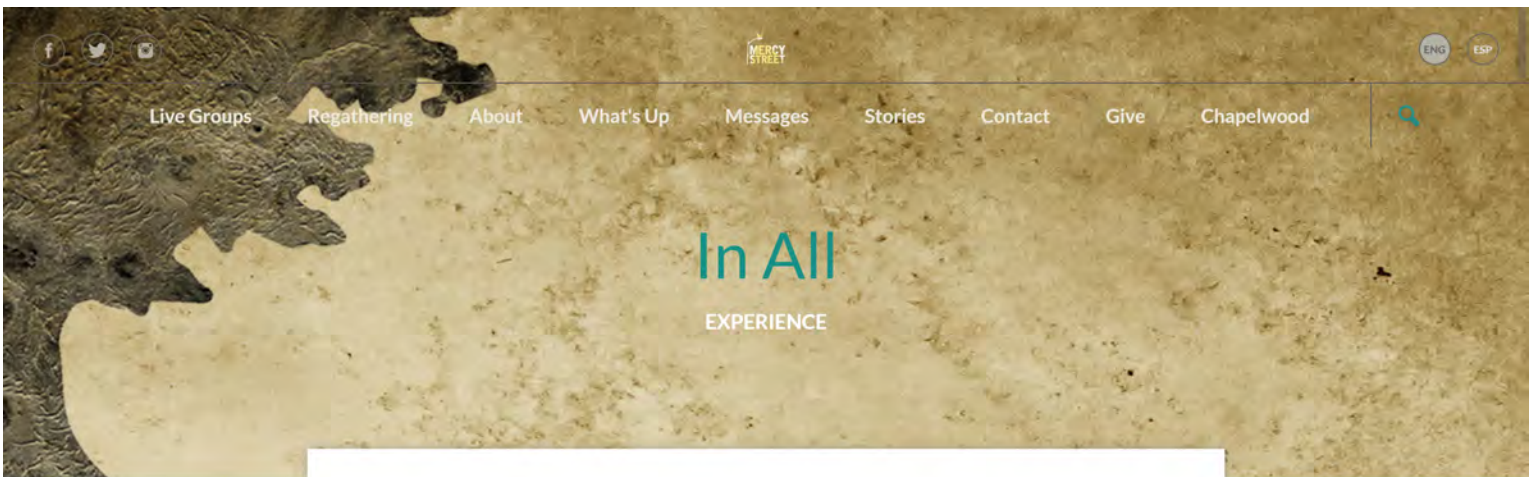 MERCY
STREET
ENG ESP
Live Groups Regathering About What's Up Messages Stories Contact Give Chapelwood
In All
EXPERIENCE